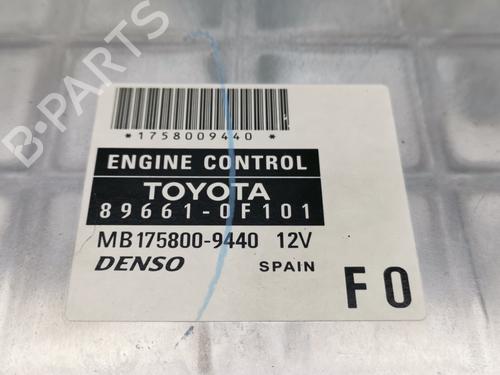 B-PARTS
*1758009440*
ENGINE CONTROL
TOYOTA
89661-0F101
MB175800-9440 12V
DENSO SPAIN
F0